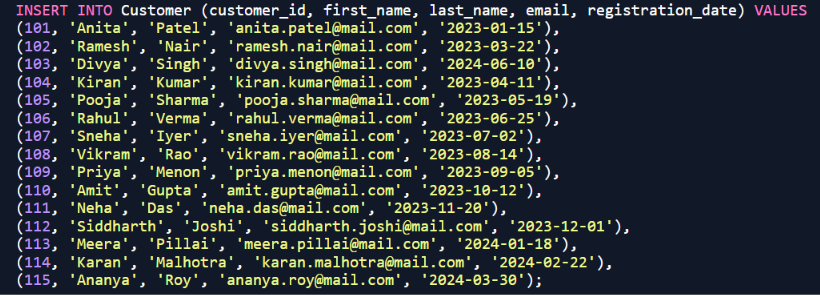 INSERT INTO Customer (customer_id, first_name, last_name, email, registration_date) VALUES
(101, 'Anita', 'Patel', 'anita.patel@mail.com', '2023-01-15'),
(102, 'Ramesh', 'Nair', 'ramesh.nair@mail.com', '2023-03-22'),
(103, 'Divya', 'Singh', 'divya.singh@mail.com', '2024-06-10'),
(104, 'Kiran', 'Kumar', 'kiran.kumar@mail.com', '2023-04-11'),
(105, 'Pooja', 'Sharma', 'pooja.sharma@mail.com', '2023-05-19'),
(106, 'Rahul', 'Verma', 'rahul.verma@mail.com', '2023-06-25'),
(107, 'Sneha', 'Iyer', 'sneha.iyer@mail.com', '2023-07-02'),
(108, 'Vikram', 'Rao', 'vikram.rao@mail.com', '2023-08-14'),
(109, 'Priya', 'Menon', 'priya.menon@mail.com', '2023-09-05'),
(110, 'Amit', 'Gupta', 'amit.gupta@mail.com', '2023-10-12'),
(111, 'Neha', 'Das', 'neha.das@mail.com', '2023-11-20'),
(112, 'Siddharth', 'Joshi', 'siddharth.joshi@mail.com', '2023-12-01'),
(113, 'Meera', 'Pillai', 'meera.pillai@mail.com', '2024-01-18'),
(114, 'Karan', 'Malhotra', 'karan.malhotra@mail.com', '2024-02-22'),
(115, 'Ananya', 'Roy', 'ananya.roy@mail.com', '2024-03-30');